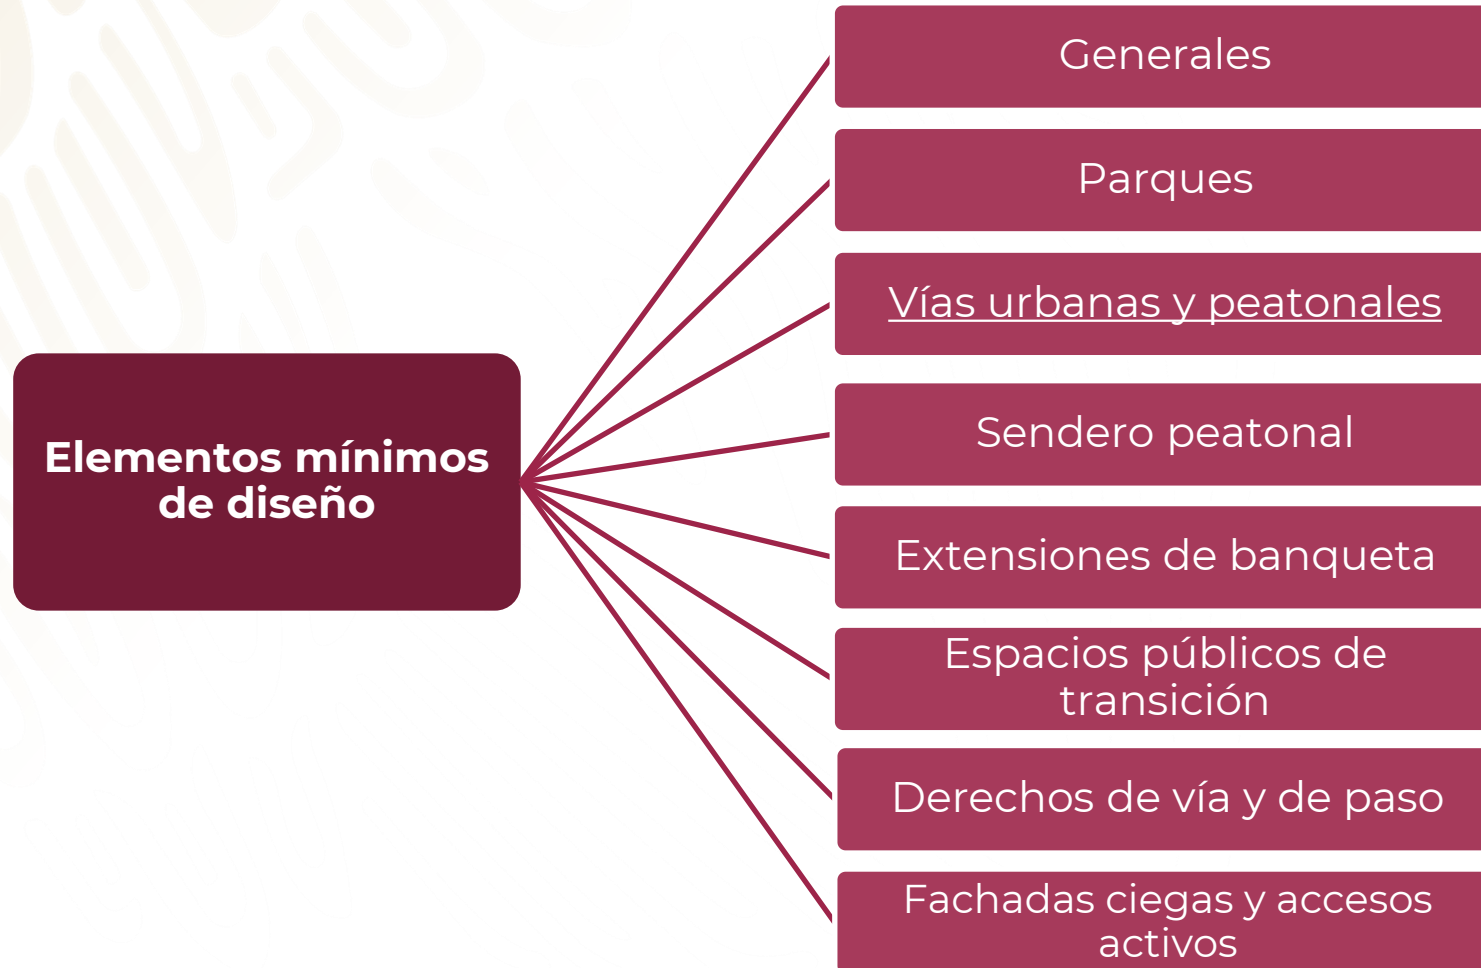 Generales
Parques
Vías urbanas y peatonales
Elementos mínimos
de diseño
Sendero peatonal
Extensiones de banqueta
Espacios públicos de
transición
Derechos de vía y de paso
Fachadas ciegas y accesos
activos